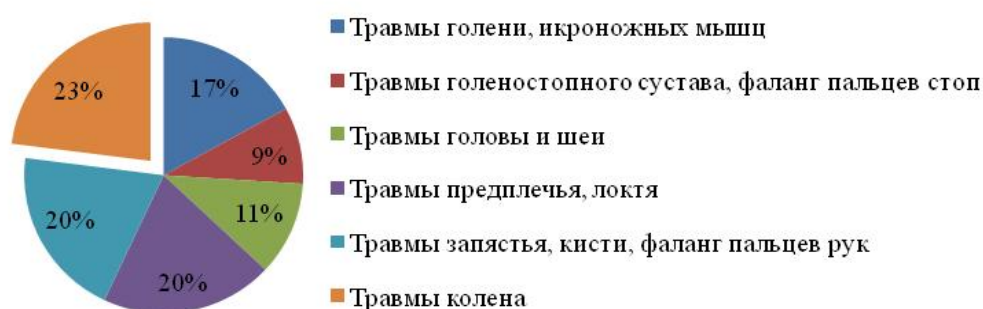 23%
17%
9%
11%
20%
20%
Травмы голени, икроножных мышц
Травмы голеностопного сустава, фаланг пальцев стоп
Травмы головы и шеи
Травмы предплечья, локтя
Травмы запястья, кисти, фаланг пальцев рук
Травмы колена